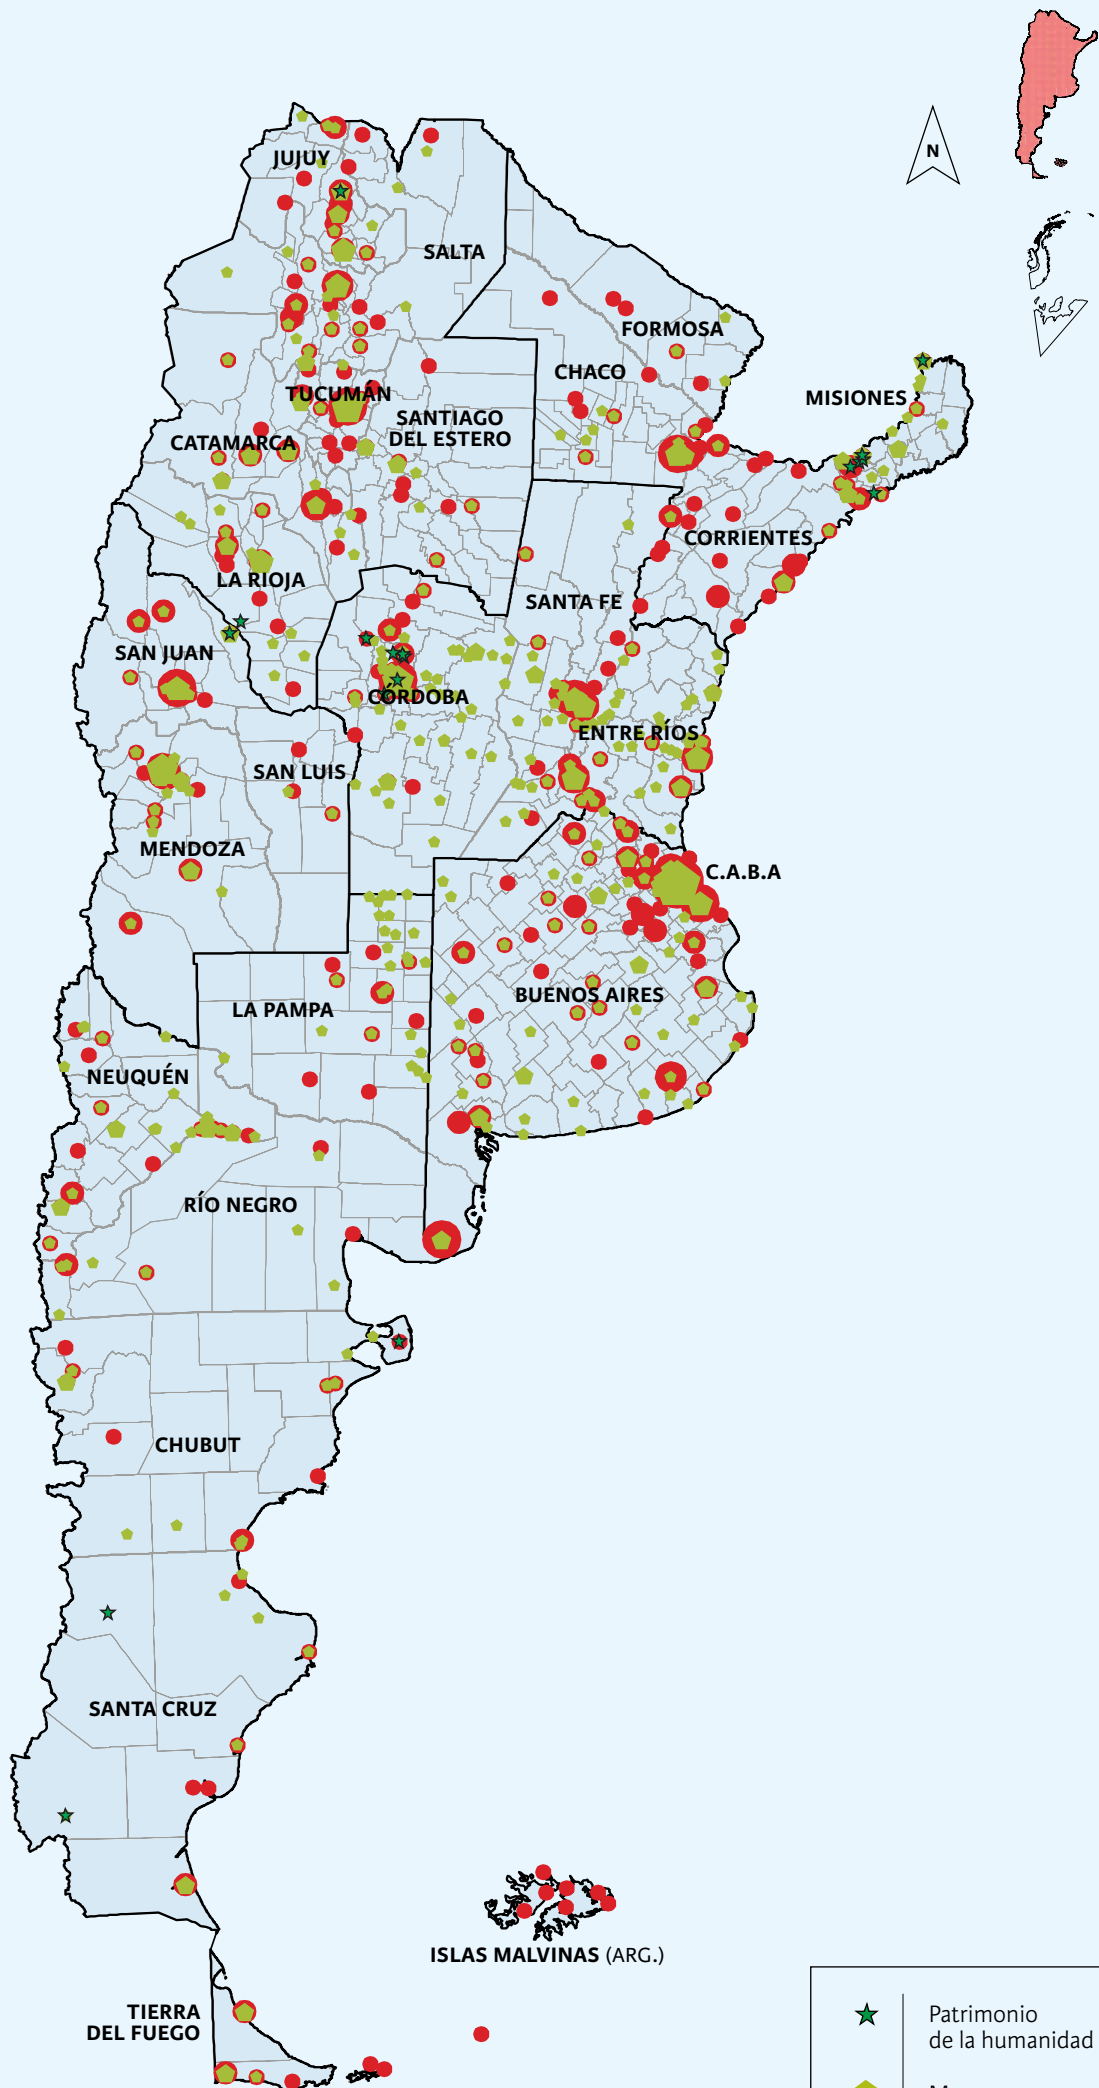 N
JUJUY
SALTA
FORMOSA
CHACO
MISIONES
TUCUMÁN
SANTIAGO
DEL ESTERO
CATAMARCA
CORRIENTES
LA RIOJA
SANTA FE
SAN JUAN
CÓRDOBA
ENTRE RÍOS
SAN LUIS
MENDOZA
C.A.B.A
BUENOS AIRES
LA PAMPA
NEUQUÉN
RÍO NEGRO
CHUBUT
SANTA CRUZ
ISLAS MALVINAS (ARG.)
TIERRA
DEL FUEGO
Patrimonio
de la humanidad